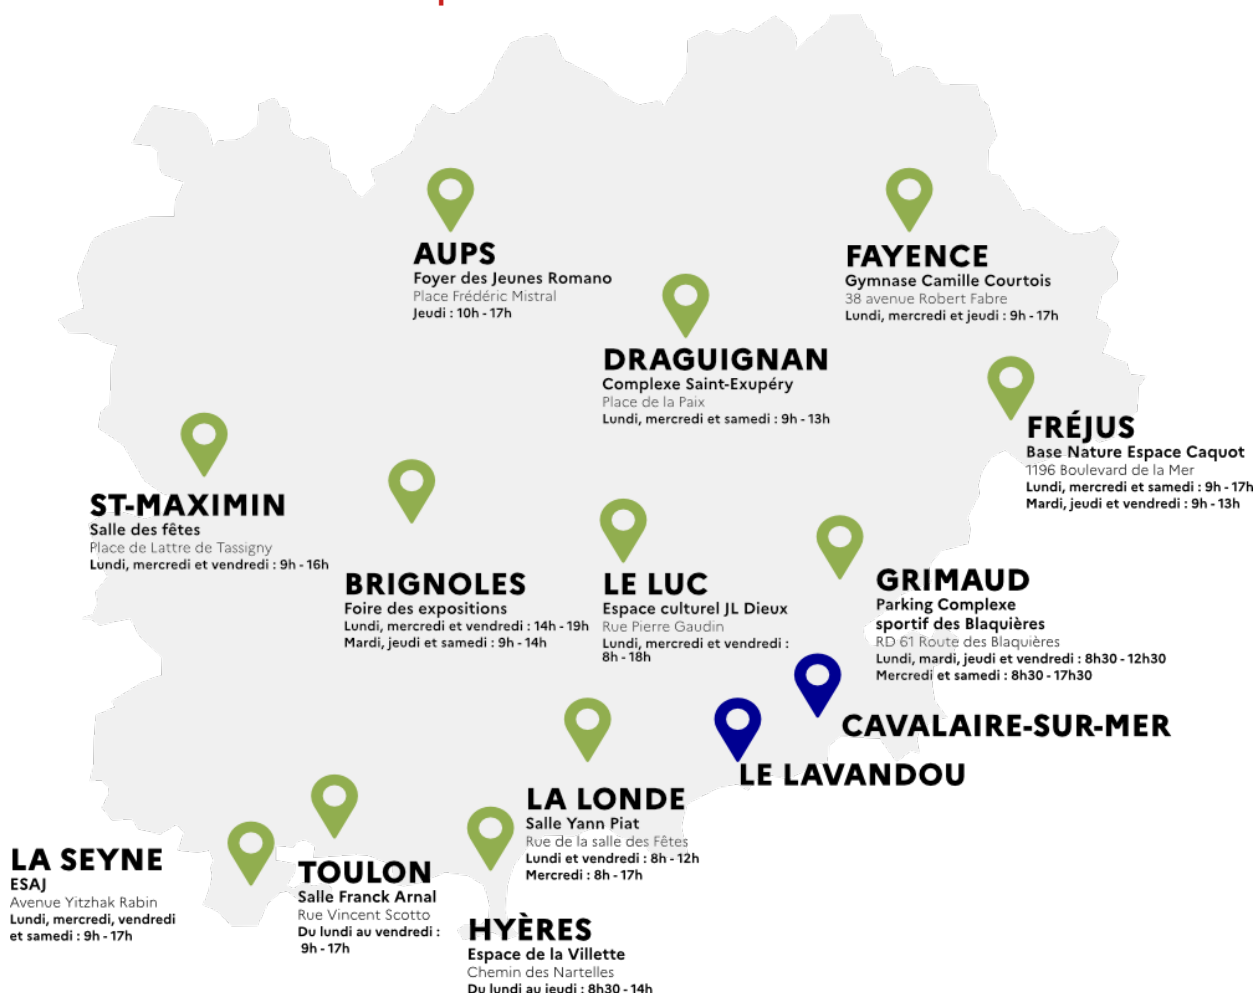 AUPS
Foyer des Jeunes Romano
Place Frédéric Mistral
Jeudi : 10h - 17h
FAYENCE
Gymnase Camille Courtois
38 avenue Robert Fabre
Lundi, mercredi et jeudi : 9h - 17h
DRAGUIGNAN
Complexe Saint-Exupéry
Place de la Paix
Lundi, mercredi et samedi : 9h - 13h
FRÉJUS
Base Nature Espace Caquot
1196 Boulevard de la Mer
Lundi, mercredi et samedi : 9h - 17h
Mardi, jeudi et vendredi : 9h - 13h
ST-MAXIMIN
Salle des fêtes
Place de Lattre de Tassigny
Lundi, mercredi et vendredi : 9h - 16h
BRIGNOLES
Foire des expositions
Lundi, mercredi et vendredi : 14h - 19h
Mardi, jeudi et samedi : 9h - 14h
LE LUC
Espace culturel JL Dieux
Rue Pierre Gaudin
Lundi, mercredi et vendredi :
8h - 18h
GRIMAUD
Parking Complexe
sportif des Blaquières
RD 61 Route des Blaquières
Lundi, mardi, jeudi et vendredi : 8h30 - 12h30
Mercredi et samedi : 8h30 - 17h30
CAVALAIRE-SUR-MER
LE LAVANDOU
LA LONDE
Salle Yann Piat
Rue de la salle des Fêtes
Lundi et vendredi : 8h - 12h
Mercredi : 8h - 17h
LA SEYNE
ESAJ
Avenue Yitzhak Rabin
Lundi, mercredi, vendredi
et samedi : 9h - 17h
TOULON
Salle Franck Arnal
Rue Vincent Scotto
Du lundi au vendredi :
9h - 17h
HYÈRES
Espace de la Villette
Chemin des Nartelles
Du lundi au jeudi : 8h30 - 14h